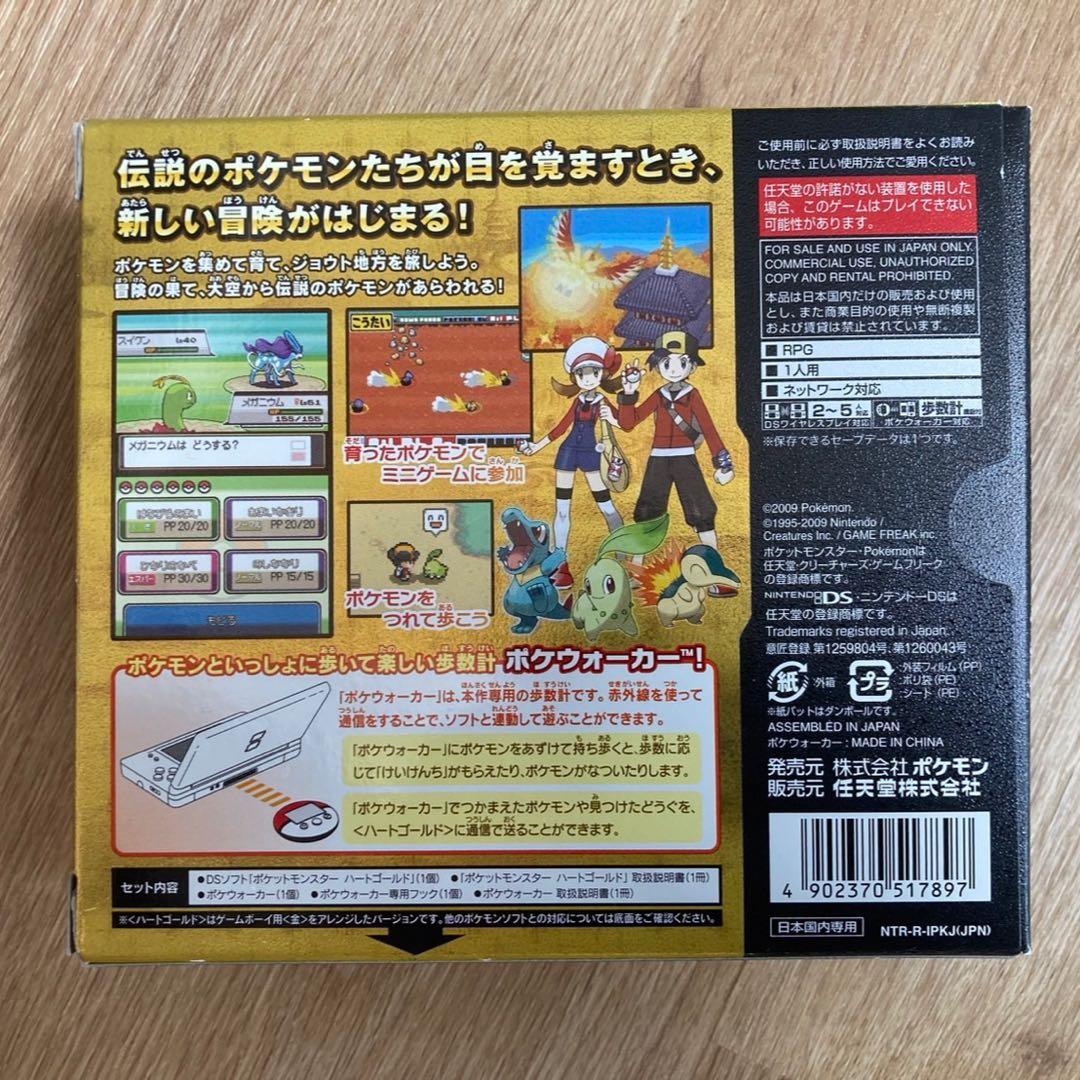 伝説のポケモンたちが目を覚ますとき、
新しい冒険がはじまる!
ポケモンを集めて育て、ジョウト地方を旅しよう。
冒険の果て、大空から伝説のポケモンがあらわれる!
スイクン Lv40
HP
メガニウム Lv51
HP
155/155
メガニウムは どうする?
PP 20/20
PP 20/20
エスパー PP 30/30
ノーマル PP 15/15
もどる
こうたい
育ったポケモンで
ミニゲームに参加
ポケモンを
つれて歩こう
ポケモンといっしょに歩いて楽しい歩数計 ポケウォーカー™!
「ポケウォーカー」は、本作専用の歩数計です。赤外線を使って
通信をすることで、ソフトと連動して遊ぶことができます。
「ポケウォーカー」にポケモンをあずけて持ち歩くと、歩数に応
じて「けいけんち」がもらえたり、ポケモンがなついたりします。
「ポケウォーカー」でつかまえたポケモンや見つけたどうぐを、
<ハートゴールド>に通信で送ることができます。
セット内容
●DSソフト「ポケットモンスター ハートゴールド」(1個) ●「ポケットモンスター ハートゴールド」取扱説明書(1冊)
●ポケウォーカー(1個) ●ポケウォーカー専用フック(1個) ●ポケウォーカー 取扱説明書(1冊)
※<ハートゴールド>はゲームボーイ用<金>をアレンジしたバージョンです。他のポケモンソフトとの対応については底面をご確認ください。
ご使用前に必ず取扱説明書をよくお読み
いただき、正しい使用方法でご愛用ください。
任天堂の許諾がない装置を使用した
場合、このゲームはプレイできない
可能性があります。
FOR SALE AND USE IN JAPAN ONLY.
COMMERCIAL USE, UNAUTHORIZED
COPY AND RENTAL PROHIBITED.
本品は日本国内だけの販売および使用
とし、また商業目的の使用や無断複製
および賃貸は禁止されています。
■RPG
■1人用
■ネットワーク対応
2~5人対応 歩数計
DSワイヤレスプレイ対応 ポケウォーカー対応
※保存できるセーブデータは1つです。
©2009 Pokémon.
©1995-2009 Nintendo/
Creatures Inc./GAME FREAK inc.
ポケットモンスター・Pokémonは
任天堂・クリーチャーズ・ゲームフリーク
の登録商標です。
NINTENDO DS・ニンテンドーDSは
任天堂の登録商標です。
Trademarks registered in Japan.
意匠登録 第1259804号、第1260043号
紙 :外箱
プラ :外装フィルム(PP)
:ポリ袋(PE)
シート(PE)
※紙パットはダンボールです。
ASSEMBLED IN JAPAN
ポケウォーカー:MADE IN CHINA
発売元 株式会社ポケモン
販売元 任天堂株式会社
4 902370 517897
日本国内専用
NTR-R-IPKJ(JPN)